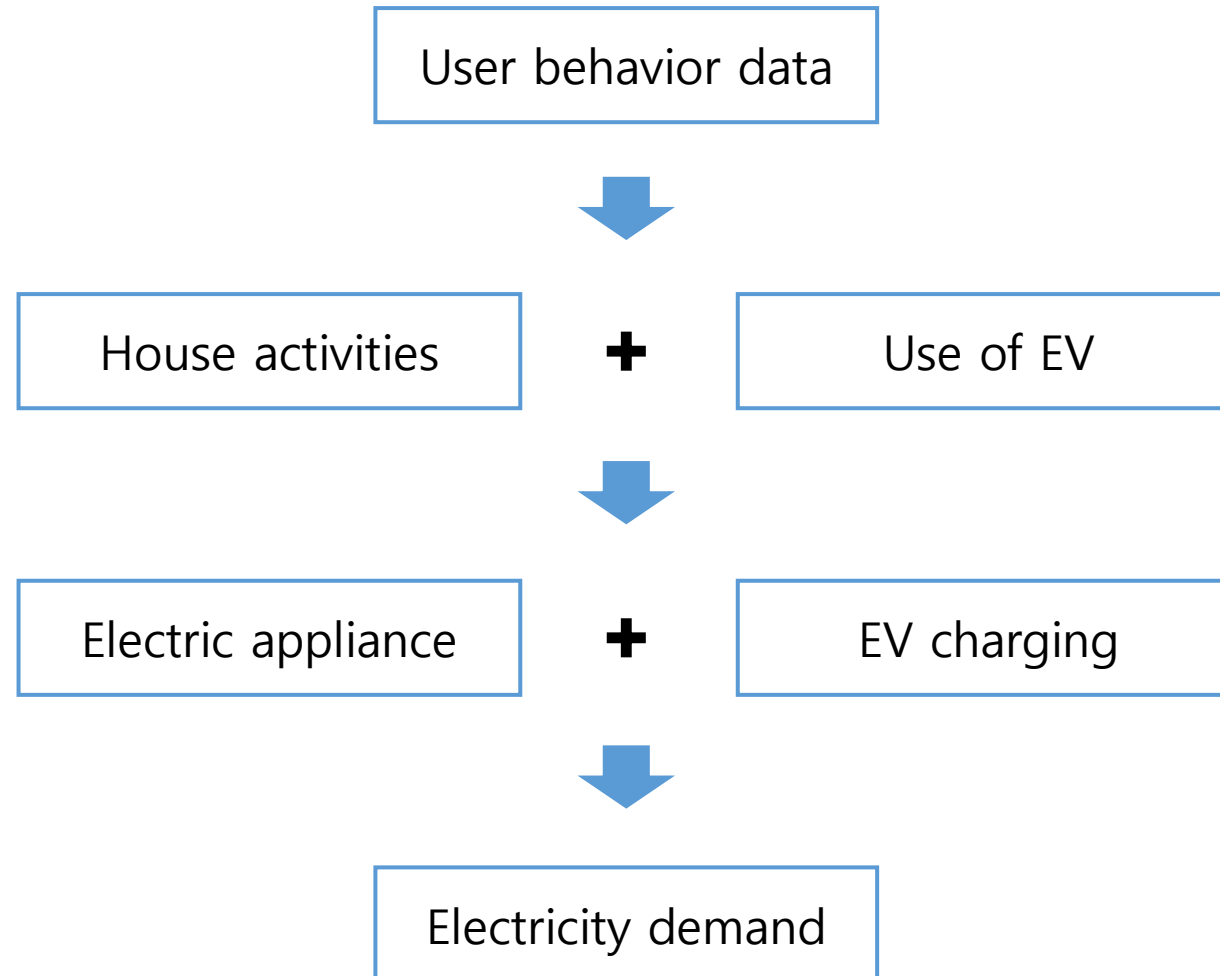 User behavior data
House activities
+
Use of EV
Electric appliance
+
EV charging
Electricity demand